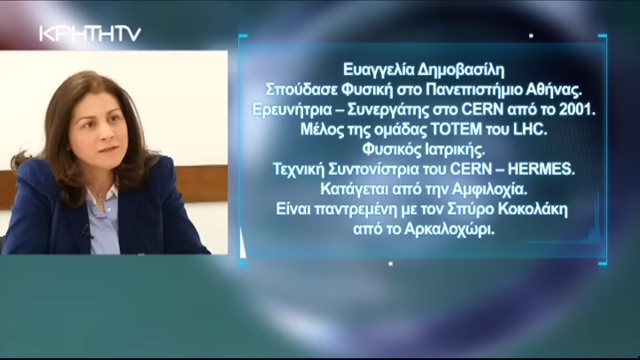 ΚΡΗΤΗTV
Ευαγγελία Δημοβασίλη
Σπούδασε Φυσική στο Πανεπιστήμιο Αθήνας.
Ερευνήτρια – Συνεργάτης στο CERN από το 2001.
Μέλος της ομάδας TOTEM του LHC.
Φυσικός Ιατρικής.
Τεχνική Συντονίστρια του CERN – HERMES.
Κατάγεται από την Αμφιλοχία.
Είναι παντρεμένη με τον Σπύρο Κοκολάκη
από το Αρκαλοχώρι.